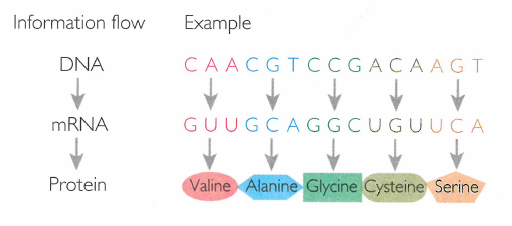 Information flow Example
DNA C A A C G T C C G A C A A G T
mRNA G U U G C A G G C U G U U C A
Protein Valine Alanine Glycine Cysteine Serine